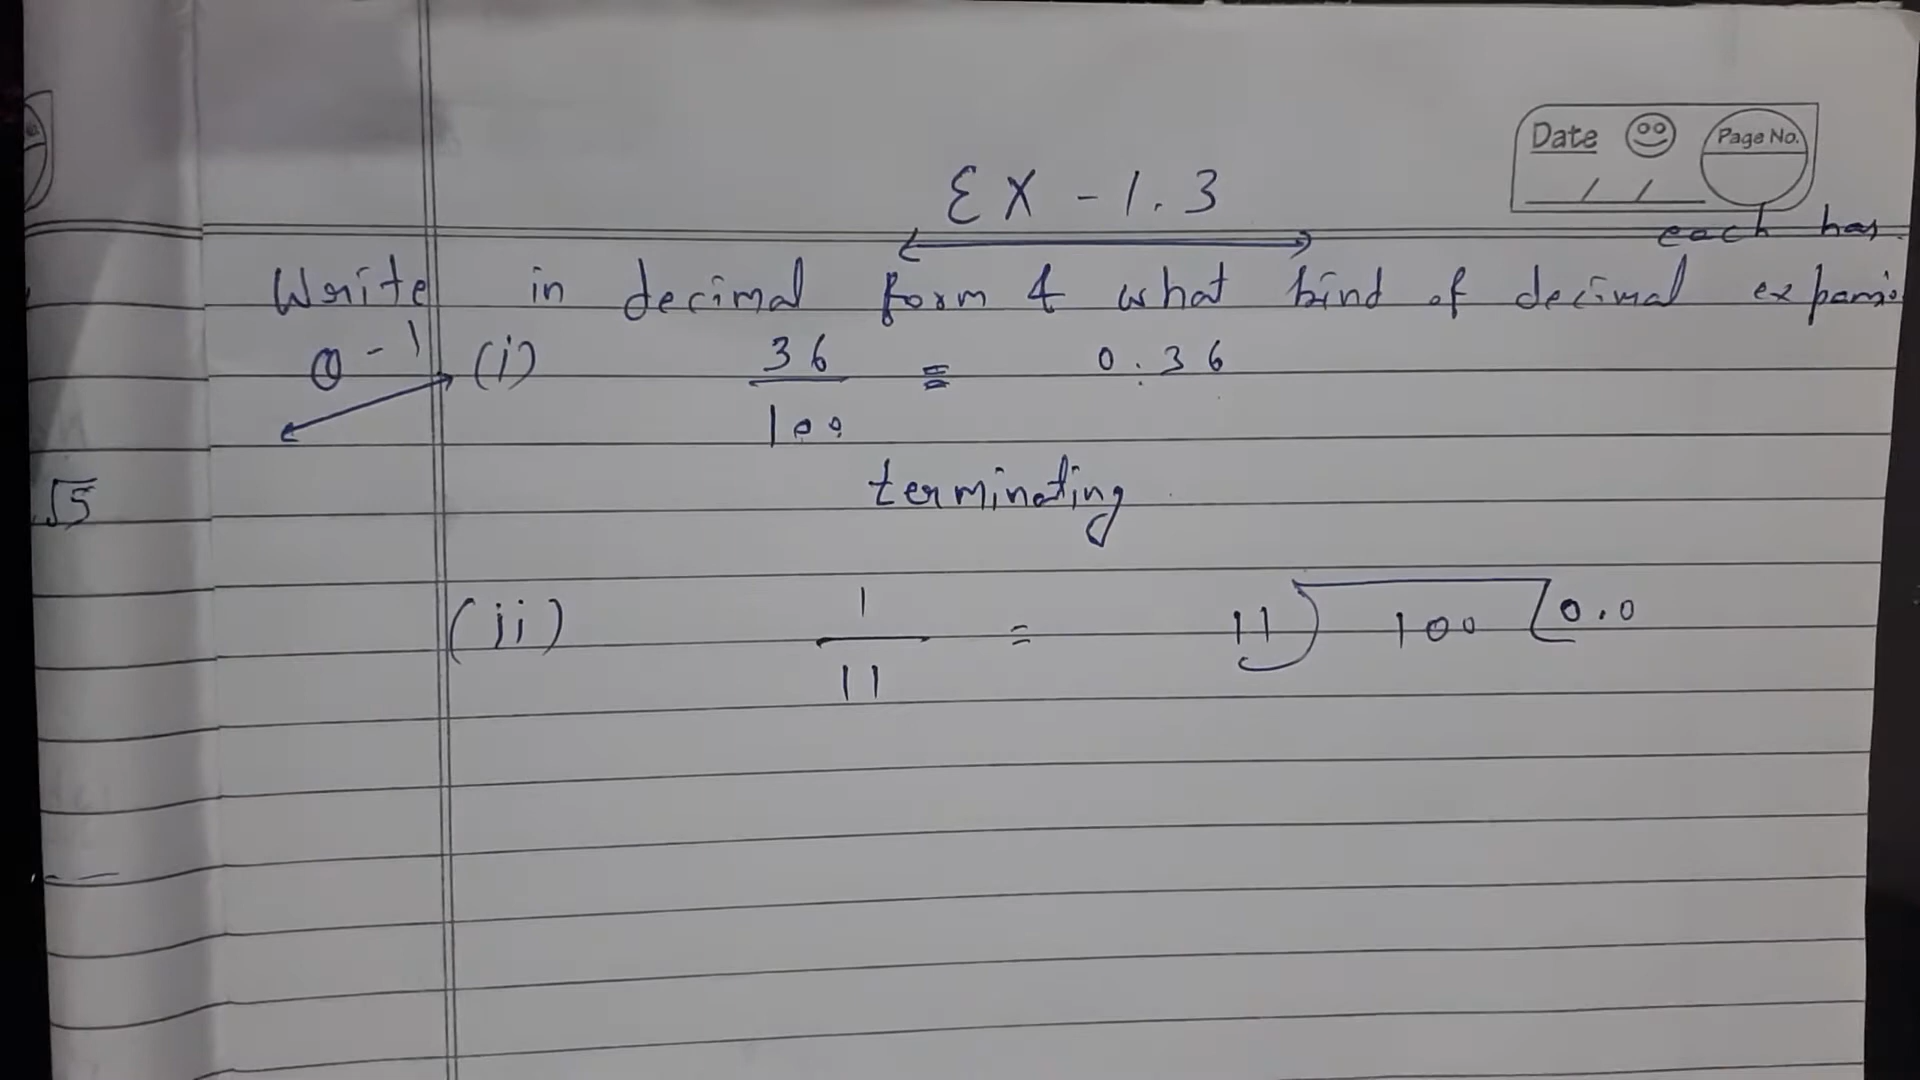 Date Page No.
EX - 1.3
each has
Write in decimal form & what kind of decimal
Q-1 (i) 36/100 = 0.36
terminating
√5
(ii) 1/11 = 11) 100 (0.0